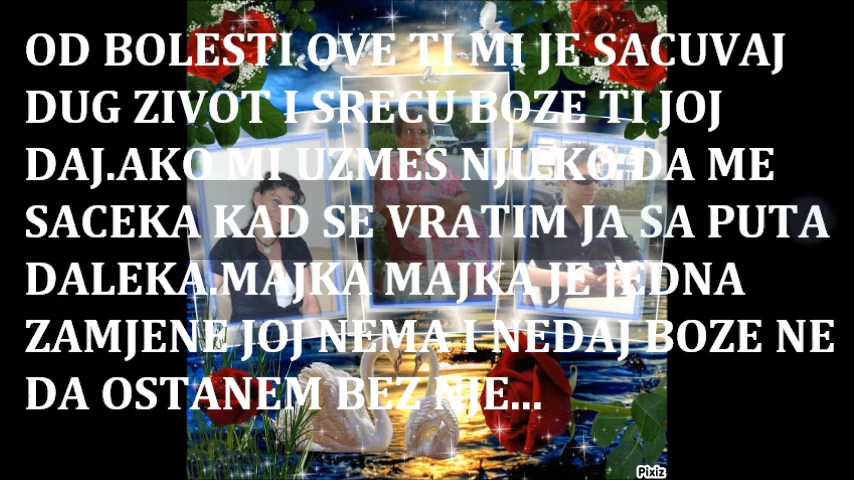 OD BOLESTI OVE TI MI JE SACUVAJ
DUG ZIVOT I SRECU BOZE TI JOJ
DAJ.AKO MI UZMES NJU KO DA ME
SACEKA KAD SE VRATIM JA SA PUTA
DALEKA.MAJKA MAJKA JE JEDNA
ZAMJENE JOJ NEMA I NEDAJ BOZE NE
DA OSTANEM BEZ NJE...
Pixiz